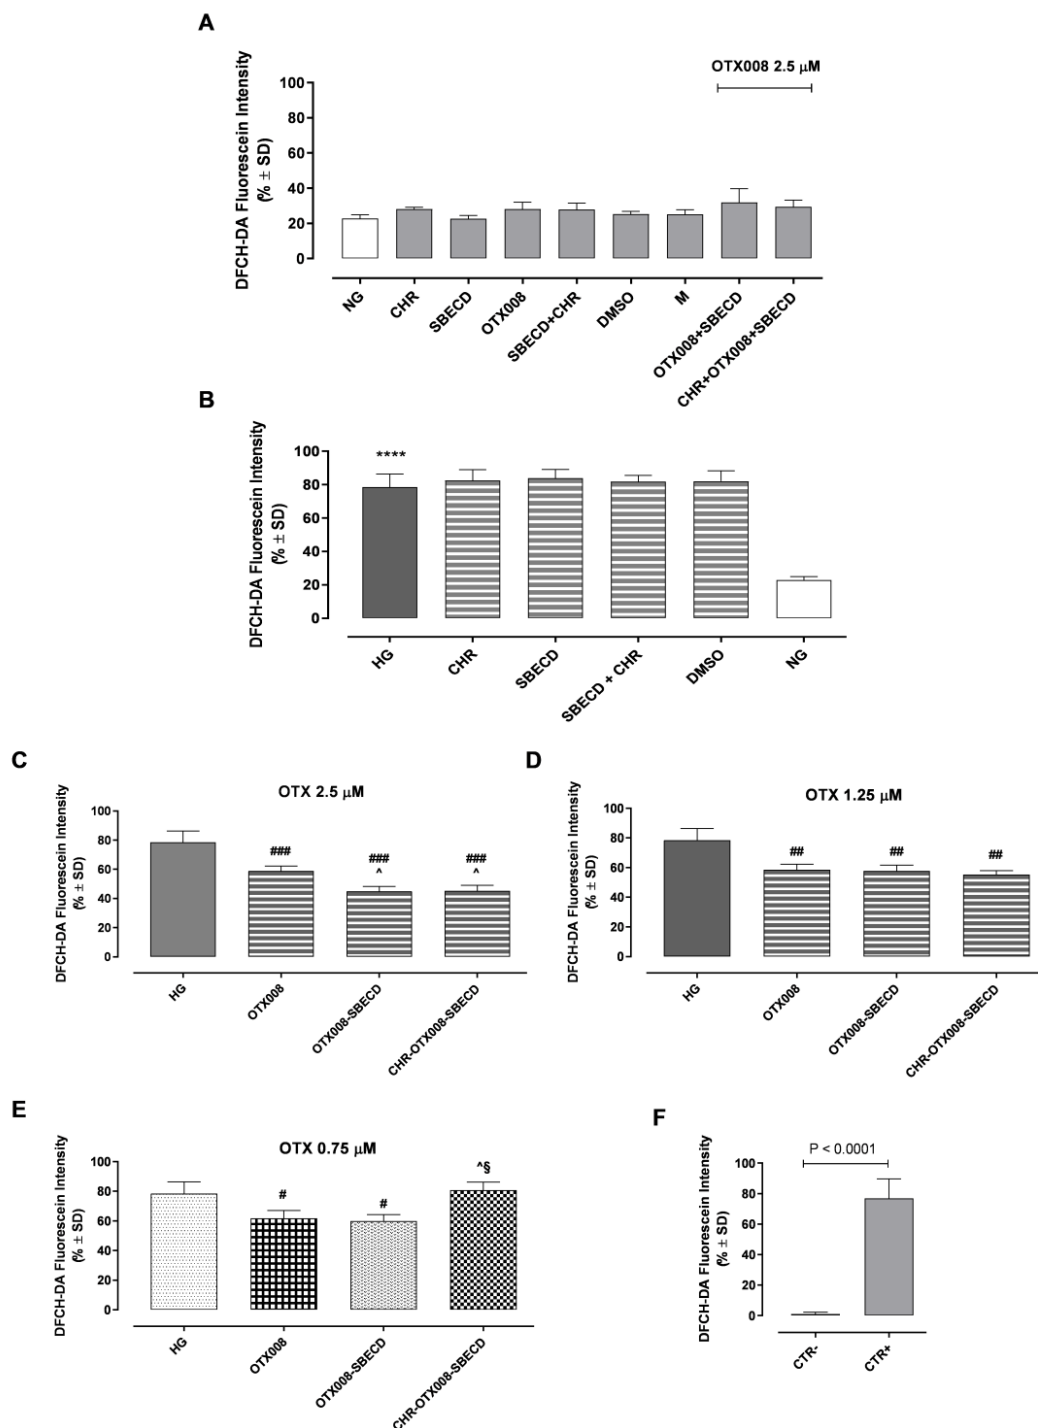 A
OTX008 2.5 μM
DFCH-DA Fluorescein Intensity
(% ± SD)
100
80
60
40
20
0
NG
CHR
SBECD
OTX008
SBECD+CHR
DMSO
M
OTX008+SBECD
CHR+OTX008+SBECD
B
DFCH-DA Fluorescein Intensity
(% ± SD)
100
80
60
40
20
0
****
HG
CHR
SBECD
SBECD + CHR
DMSO
NG
C
OTX 2.5 μM
DFCH-DA Fluorescein Intensity
(% ± SD)
100
80
60
40
20
0
###
###
^
###
^
HG
OTX008
OTX008-SBECD
CHR-OTX008-SBECD
D
OTX 1.25 μM
DFCH-DA Fluorescein Intensity
(% ± SD)
100
80
60
40
20
0
##
##
##
HG
OTX008
OTX008-SBECD
CHR-OTX008-SBECD
E
OTX 0.75 μM
DFCH-DA Fluorescein Intensity
(% ± SD)
100
80
60
40
20
0
#
#
^§
HG
OTX008
OTX008-SBECD
CHR-OTX008-SBECD
F
P < 0.0001
DFCH-DA Fluorescein Intensity
(% ± SD)
100
80
60
40
20
0
CTR-
CTR+